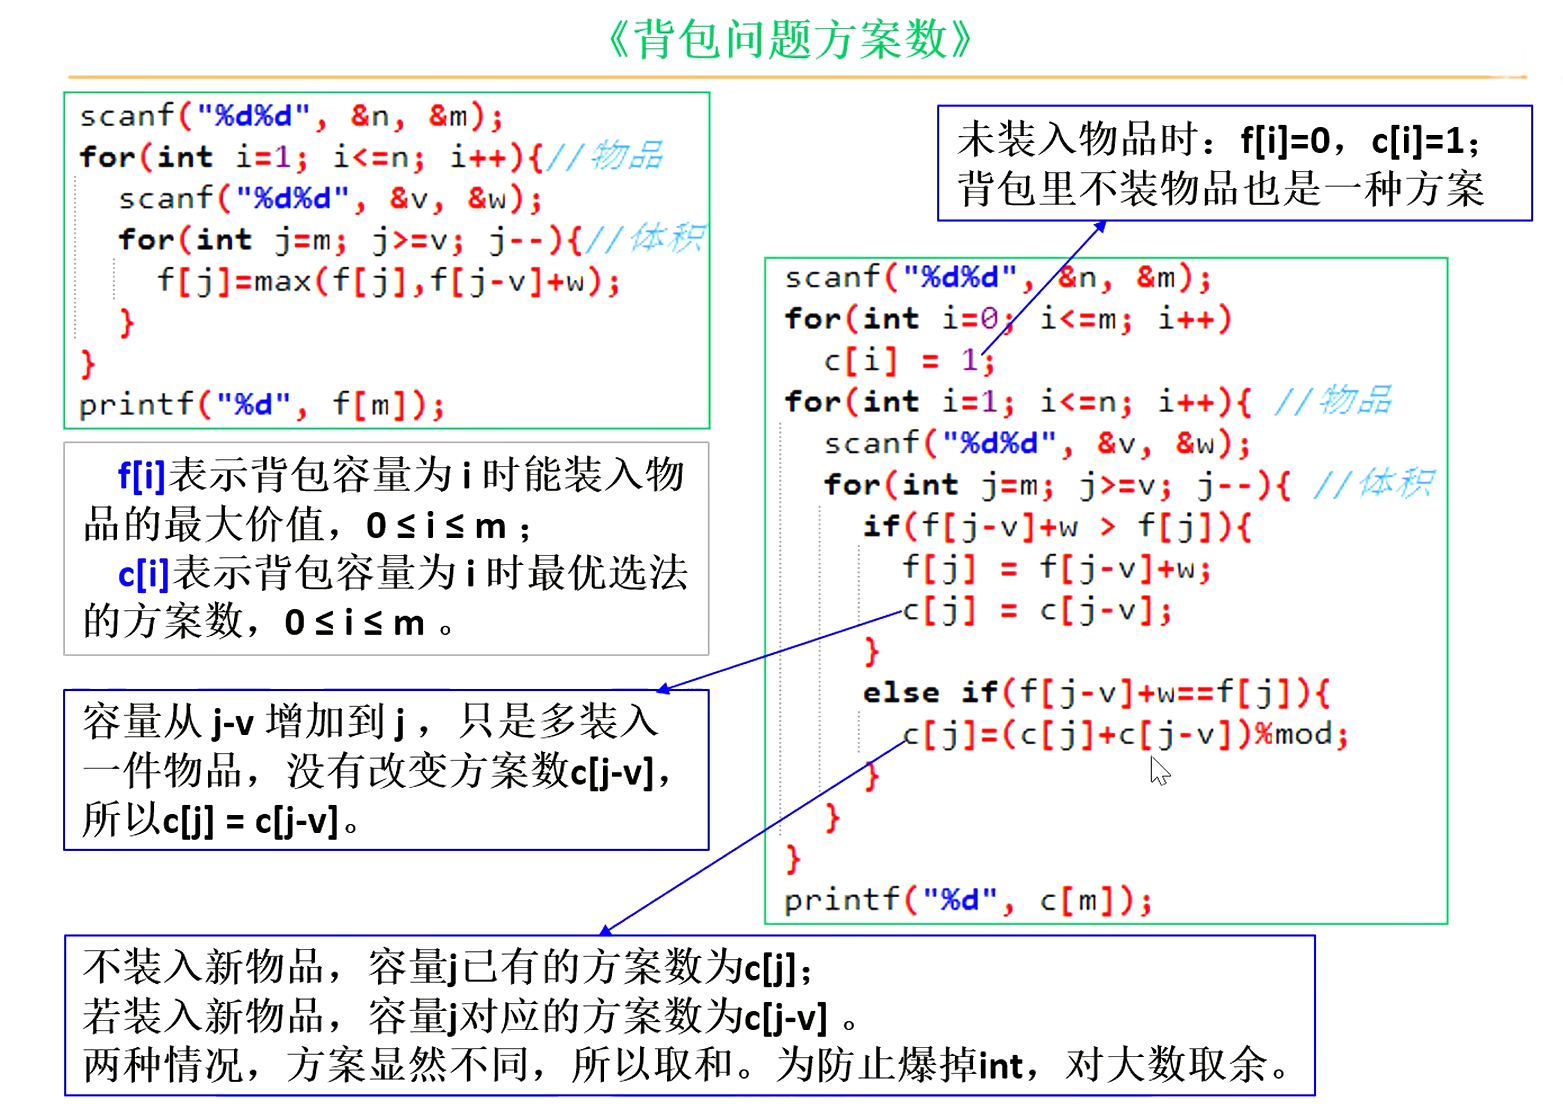 《背包问题方案数》
scanf("%d%d", &n, &m);
for(int i=1; i<=n; i++){//物品
scanf("%d%d", &v, &w);
for(int j=m; j>=v; j--){//体积
f[j]=max(f[j],f[j-v]+w);
}
}
printf("%d", f[m]);
f[i]表示背包容量为 i 时能装入物
品的最大价值，0 ≤ i ≤ m ；
c[i]表示背包容量为 i 时最优选法
的方案数，0 ≤ i ≤ m 。
容量从 j-v 增加到 j ，只是多装入
一件物品，没有改变方案数c[j-v]，
所以c[j] = c[j-v]。
未装入物品时：f[i]=0，c[i]=1；
背包里不装物品也是一种方案
scanf("%d%d", &n, &m);
for(int i=0; i<=m; i++)
c[i] = 1;
for(int i=1; i<=n; i++){ //物品
scanf("%d%d", &v, &w);
for(int j=m; j>=v; j--){ //体积
if(f[j-v]+w > f[j]){
f[j] = f[j-v]+w;
c[j] = c[j-v];
}
else if(f[j-v]+w==f[j]){
c[j]=(c[j]+c[j-v])%mod;
}
}
}
printf("%d", c[m]);
不装入新物品，容量j已有的方案数为c[j]；
若装入新物品，容量j对应的方案数为c[j-v] 。
两种情况，方案显然不同，所以取和。为防止爆掉int，对大数取余。